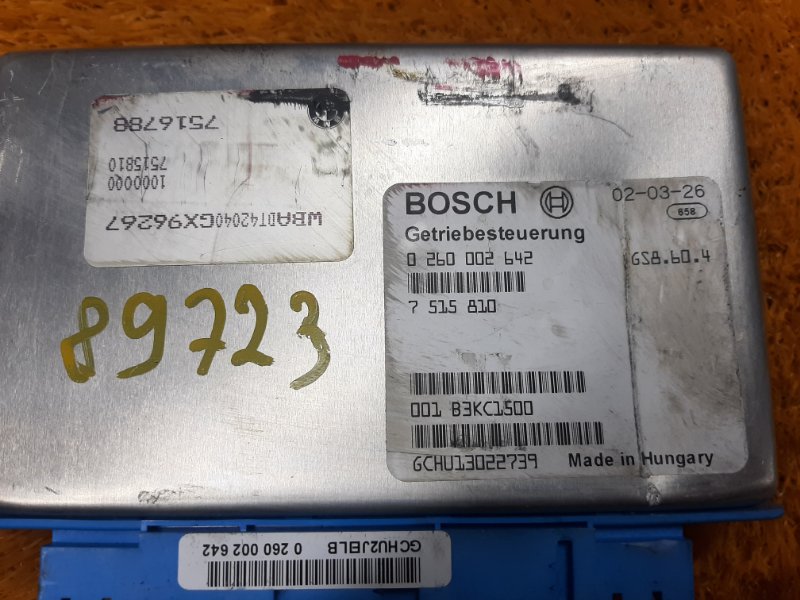 7516788
7515810
1000000
WBADT42040GX96267
BOSCH
02-03-26
658
Getriebesteuerung
0 260 002 642
GS8.60.4
7 515 810
89723
001 B3KC1500
GCHU13022739
Made in Hungary
GCHU2JBLB
0 260 002 642